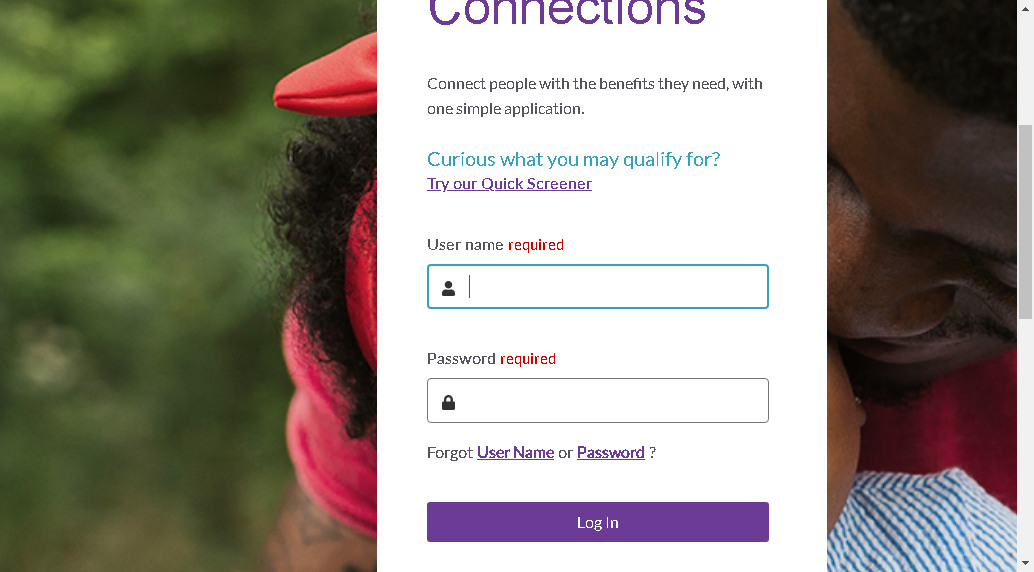 Connections
Connect people with the benefits they need, with
one simple application.
Curious what you may qualify for?
Try our Quick Screener
User name required
Password required
Forgot User Name or Password ?
Log In